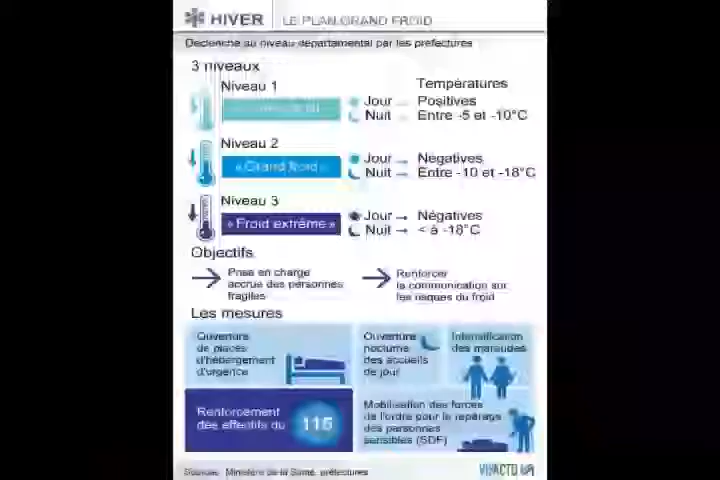 HIVER LE PLAN GRAND FROID
Déclenché au niveau départemental par les préfectures
3 niveaux
Températures
Niveau 1
Jour → Positives
Nuit → Entre -5 et -10°C
Niveau 2
« Grand froid »
Jour → Négatives
Nuit → Entre -10 et -18°C
Niveau 3
« Froid extrême »
Jour → Négatives
Nuit → < à -18°C
Objectifs
→ Prise en charge
accrue des personnes
fragiles
→ Renforcer
la communication sur
les risques du froid
Les mesures
Ouverture
de places
d'hébergement
d'urgence
Ouverture
nocturne
des accueils
de jour
Intensification
des maraudes
Renforcement
des effectifs du 115
Mobilisation des forces
de l'ordre pour le repérage
des personnes
sensibles (SDF)
Sources : Ministère de la Santé, préfectures